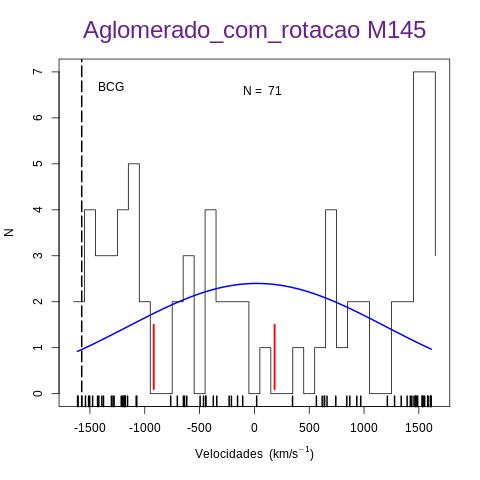 Aglomerado_com_rotacao M145
BCG
N = 71
7
6
5
4
3
2
1
0
N
-1500 -1000 -500 0 500 1000 1500
Velocidades (km/s⁻¹)